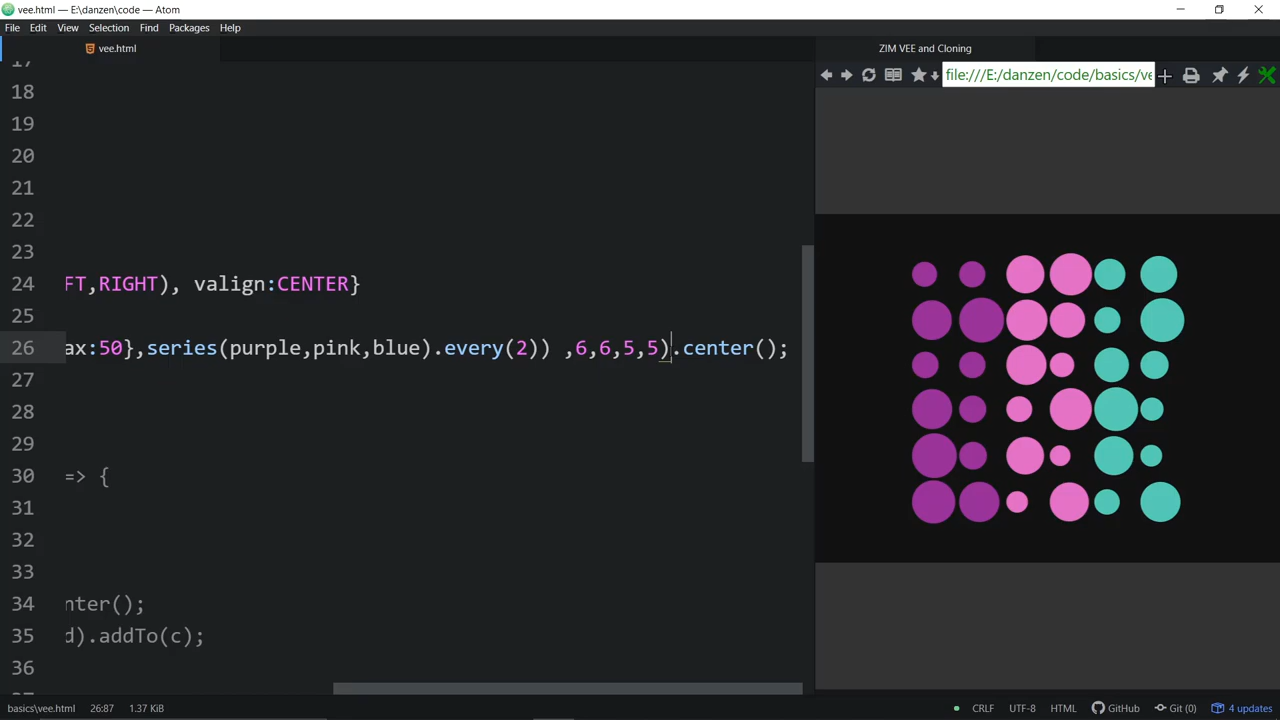 vee.html — E:\danzen\code — Atom
File Edit View Selection Find Packages Help
vee.html
ZIM VEE and Cloning
file:///E:/danzen/code/basics/ve
17
18
19
20
21
22
23
24 FT,RIGHT), valign:CENTER}
25
26 ax:50},series(purple,pink,blue).every(2)) ,6,6,5,5).center();
27
28
29
30 => {
31
32
33
34 nter();
35 d).addTo(c);
36
basics\vee.html 26:87 1.37 KiB CRLF UTF-8 HTML GitHub Git (0) 4 updates